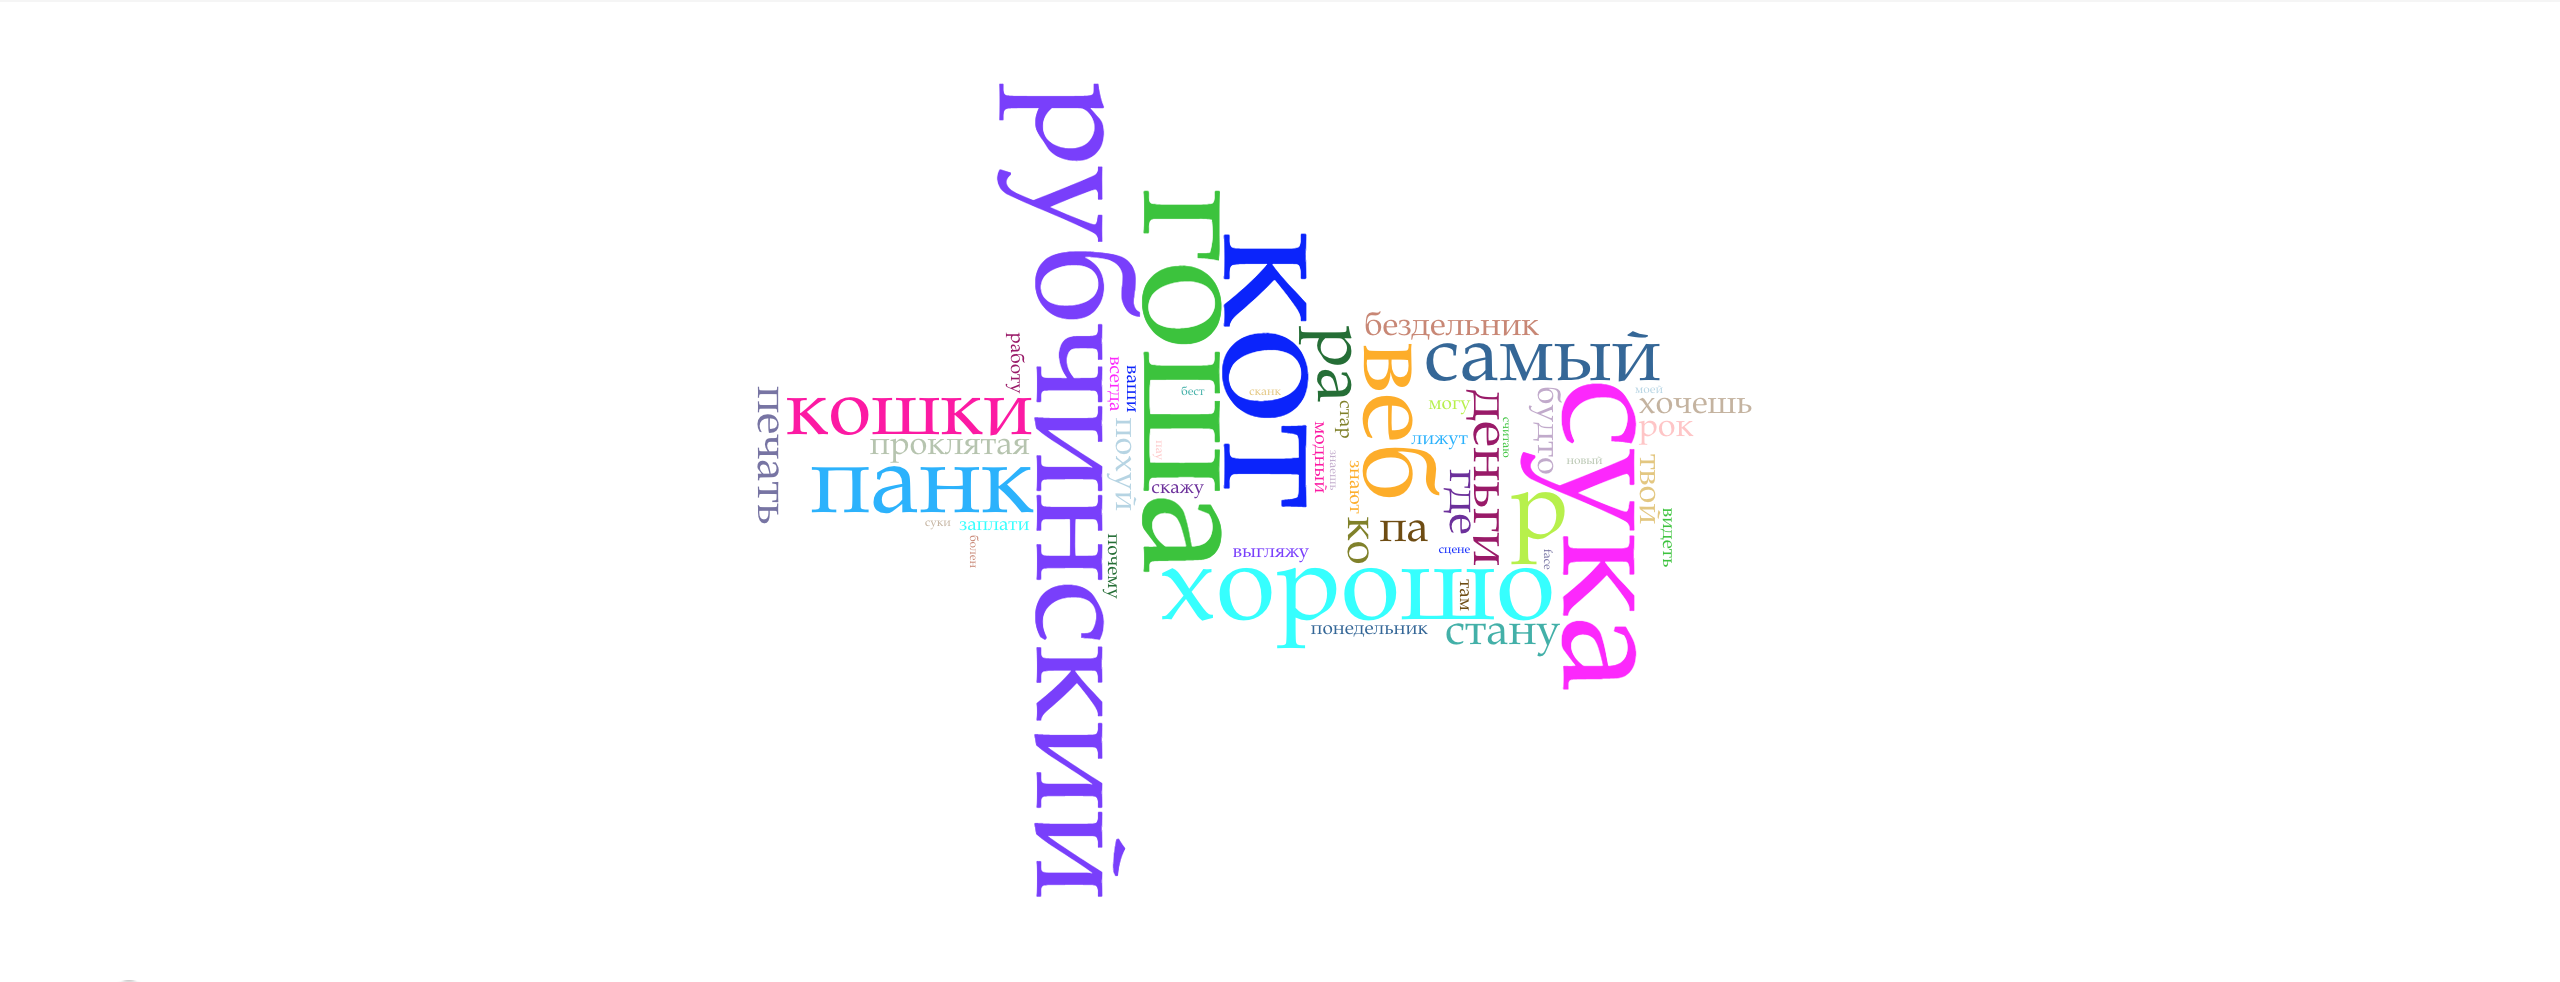 рубчинский
гоша
кот
бездельник
ра
самый
веб
работу
всегда
ваши
печать
кошки
бест
сканк
стар
могу
деньги
будто
сука
моей
хочешь
рок
проклятая
похуй
модный
лижут
считаю
панк
шау
знаешь
знают
где
новый
твой
скажу
р
суки
заплати
ко
па
видеть
болен
почему
выгляжу
сцене
face
хорошо
там
понедельник
стану